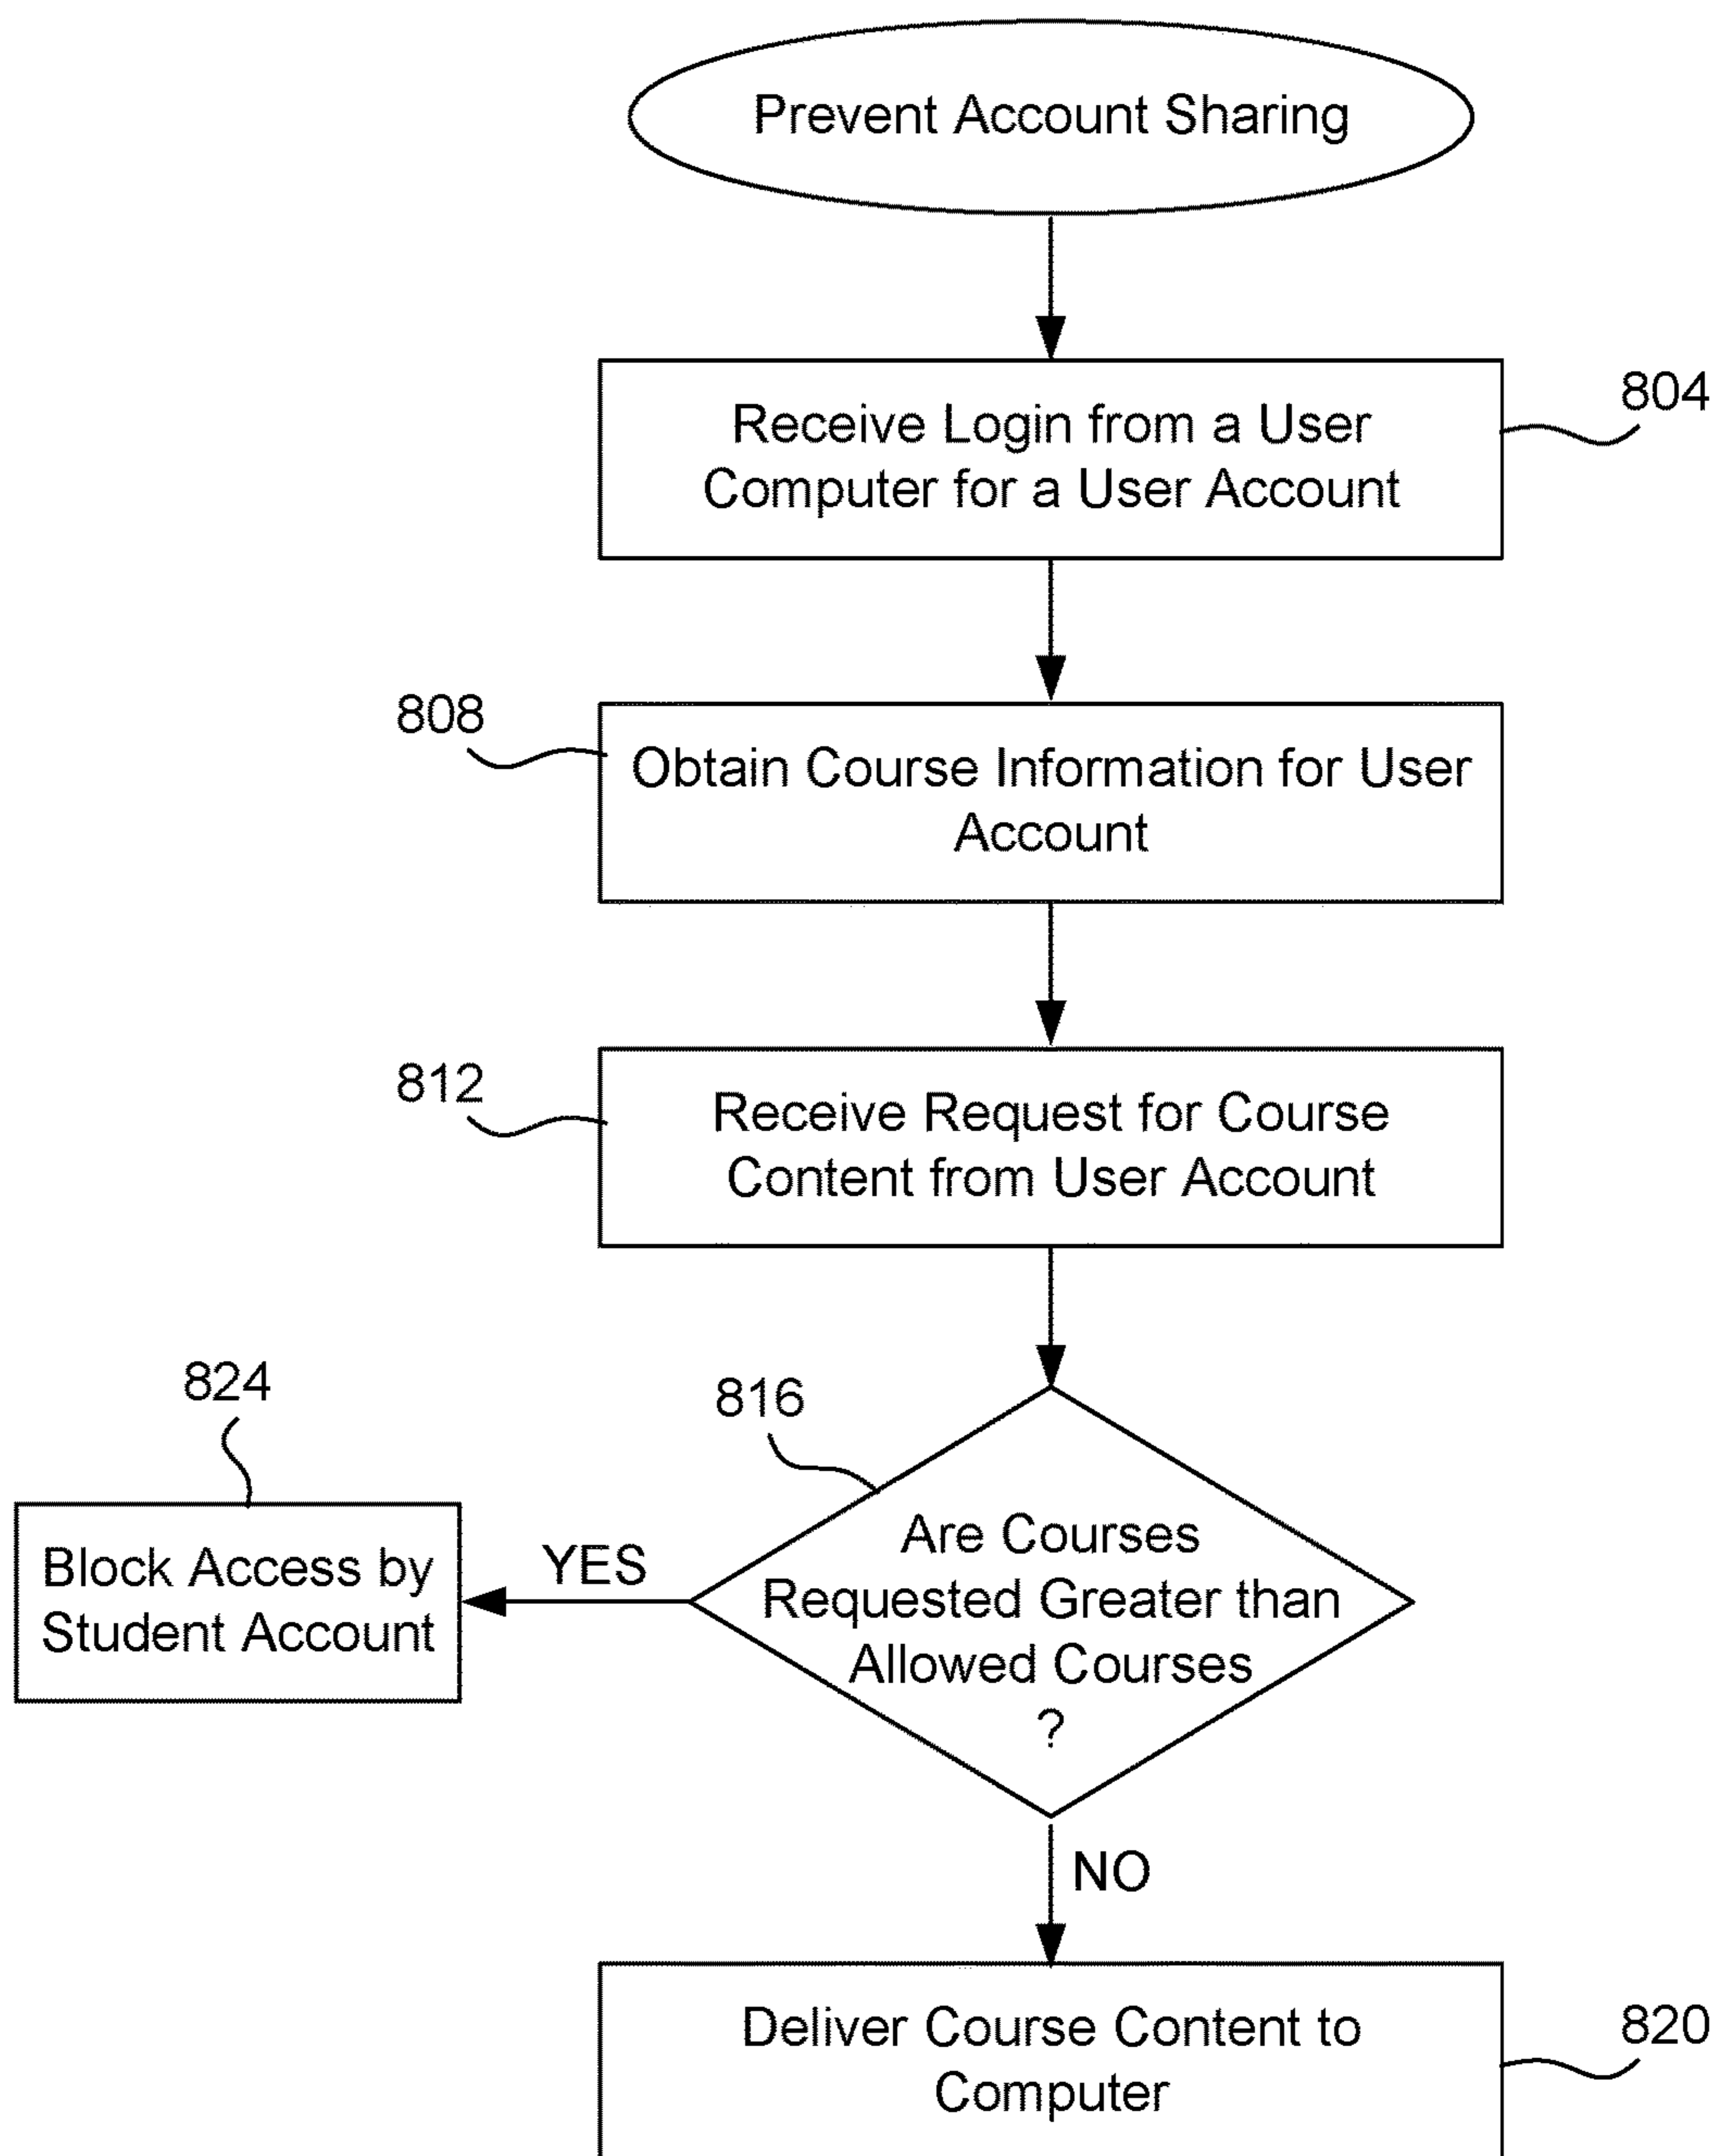 Prevent Account Sharing
804
Receive Login from a User
Computer for a User Account
808
Obtain Course Information for User
Account
812
Receive Request for Course
Content from User Account
824
816
Are Courses
Requested Greater than
Allowed Courses
?
YES
Block Access by
Student Account
NO
820
Deliver Course Content to
Computer